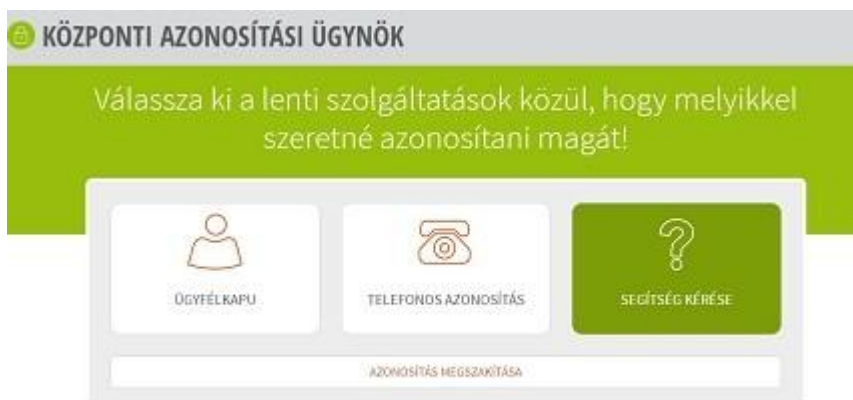 KÖZPONTI AZONOSÍTÁSI ÜGYNÖK
Válassza ki a lenti szolgáltatások közül, hogy melyikkel
szeretné azonosítani magát!
ÜGYFÉLKAPU
TELEFONOS AZONOSÍTÁS
SEGÍTSÉG KÉRÉSE
AZONOSÍTÁS MEGSZAKÍTÁSA